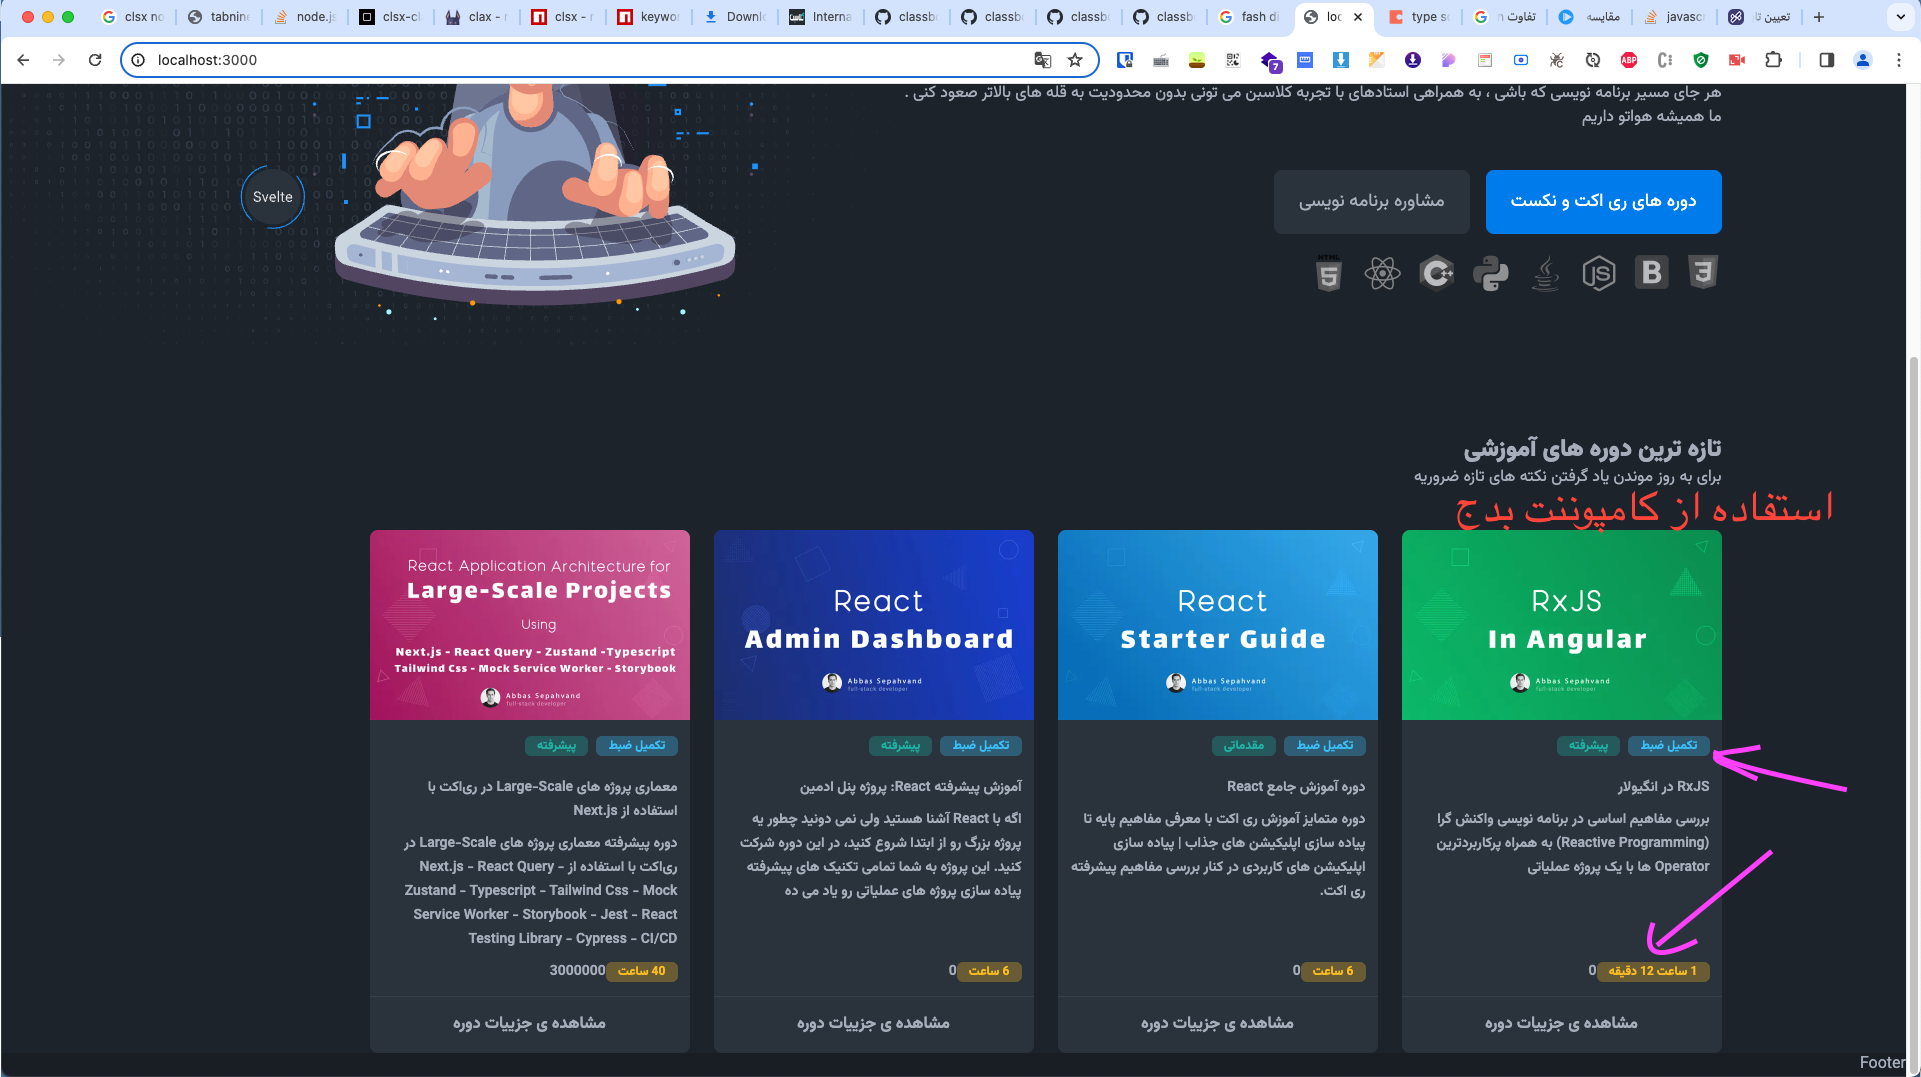 clsx no
tabnine
node.js
clsx-cl
clax - r
clsx - r
keywor
Downl
Interna
classb
classb
classb
classb
fash di
loc
type sc
تفاوت n
مقایسه
javasc
تعیین تا
localhost:3000
7
ABP
هر جای مسیر برنامه نویسی که باشی ، به همراهی استادهای با تجربه کلاسبن می تونی بدون محدودیت به قله های بالاتر صعود کنی .
ما همیشه هواتو داریم
Svelte
دوره های ری اکت و نکست
مشاوره برنامه نویسی
تازه ترین دوره های آموزشی
برای به روز موندن یاد گرفتن نکته های تازه ضروریه
استفاده از کامپوننت بدج
RxJS
In Angular
Abbas Sepahvand
full-stack developer
تکمیل ضبط
پیشرفته
RxJS در انگیولار
بررسی مفاهیم اساسی در برنامه نویسی واکنش گرا
(Reactive Programming) به همراه پرکاربردترین
Operator ها با یک پروژه عملیاتی
1 ساعت 12 دقیقه
0
مشاهده ی جزییات دوره
React
Starter Guide
Abbas Sepahvand
full-stack developer
تکمیل ضبط
مقدماتی
دوره آموزش جامع React
دوره متمایز آموزش ری اکت با معرفی مفاهیم پایه تا
پیاده سازی اپلیکیشن های جذاب | پیاده سازی
اپلیکیشن های کاربردی در کنار بررسی مفاهیم پیشرفته
ری اکت.
6 ساعت
0
مشاهده ی جزییات دوره
React
Admin Dashboard
Abbas Sepahvand
full-stack developer
تکمیل ضبط
پیشرفته
آموزش پیشرفته React: پروژه پنل ادمین
اگه با React آشنا هستید ولی نمی دونید چطور یه
پروژه بزرگ رو از ابتدا شروع کنید، در این دوره شرکت
کنید. این پروژه به شما تمامی تکنیک های پیشرفته
پیاده سازی پروژه های عملیاتی رو یاد می ده
6 ساعت
0
مشاهده ی جزییات دوره
React Application Architecture for
Large-Scale Projects
Using
Next.js - React Query - Zustand -Typescript
Tailwind Css - Mock Service Worker - Storybook
Abbas Sepahvand
full-stack developer
تکمیل ضبط
پیشرفته
معماری پروژه های Large-Scale در ری‌اکت با
استفاده از Next.js
دوره پیشرفته معماری پروژه های Large-Scale در
ری‌اکت با استفاده از Next.js - React Query -
Zustand - Typescript - Tailwind Css - Mock
Service Worker - Storybook - Jest - React
Testing Library - Cypress - CI/CD
40 ساعت
3000000
مشاهده ی جزییات دوره
Footer